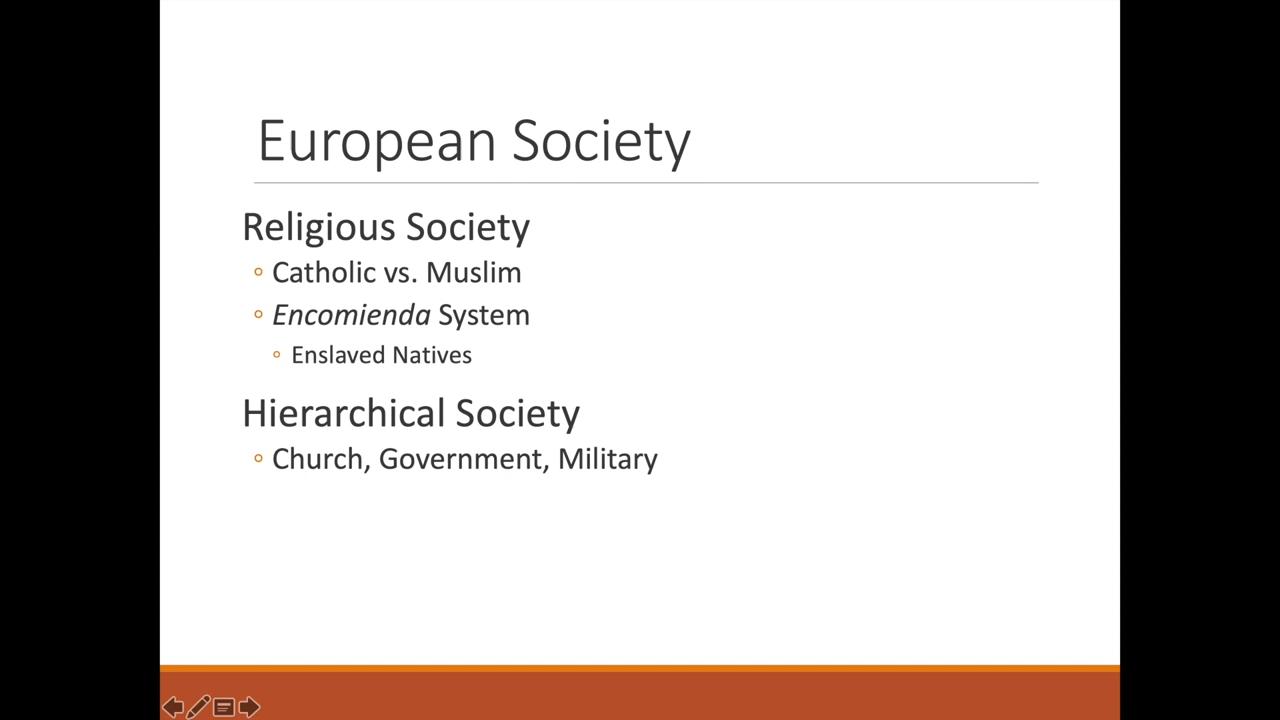 European Society
Religious Society
Catholic vs. Muslim
Encomienda System
Enslaved Natives
Hierarchical Society
Church, Government, Military